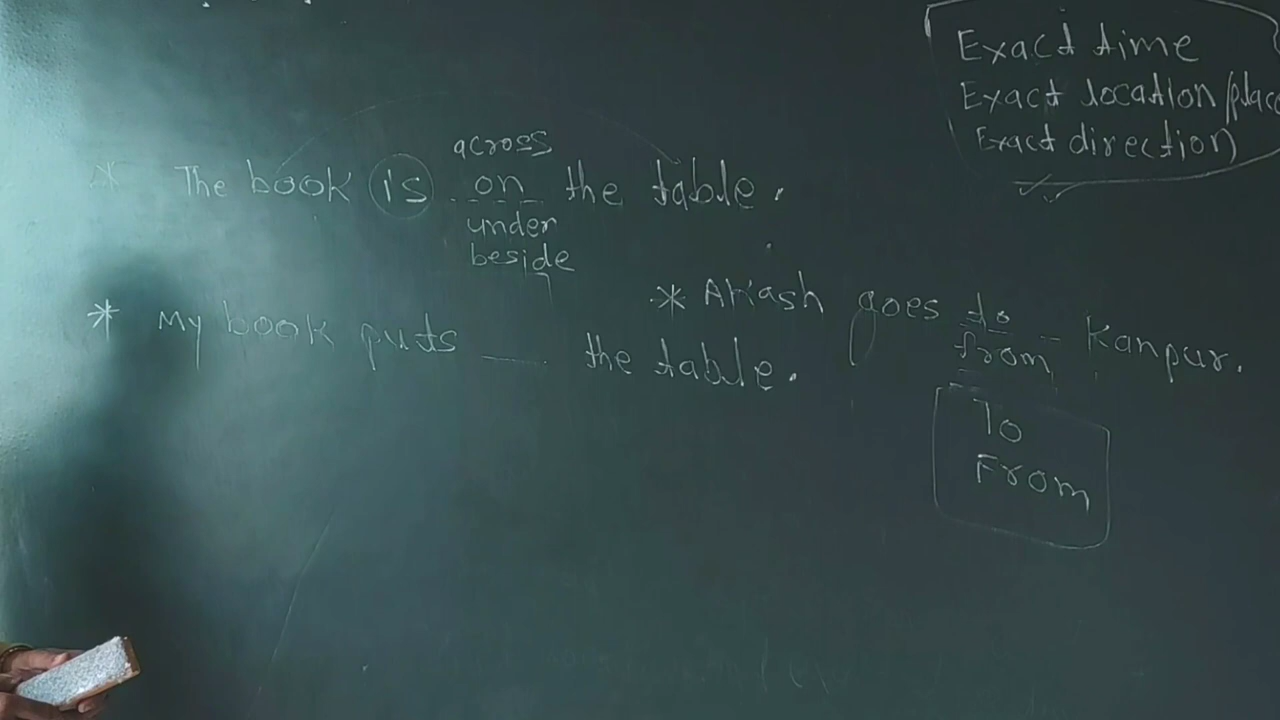 Exact time
Exact location/plac
Exact direction
across
* The book is on the table.
under
beside
* My book puts ___ the table.
* Akash goes to - Kanpur.
from
To
From